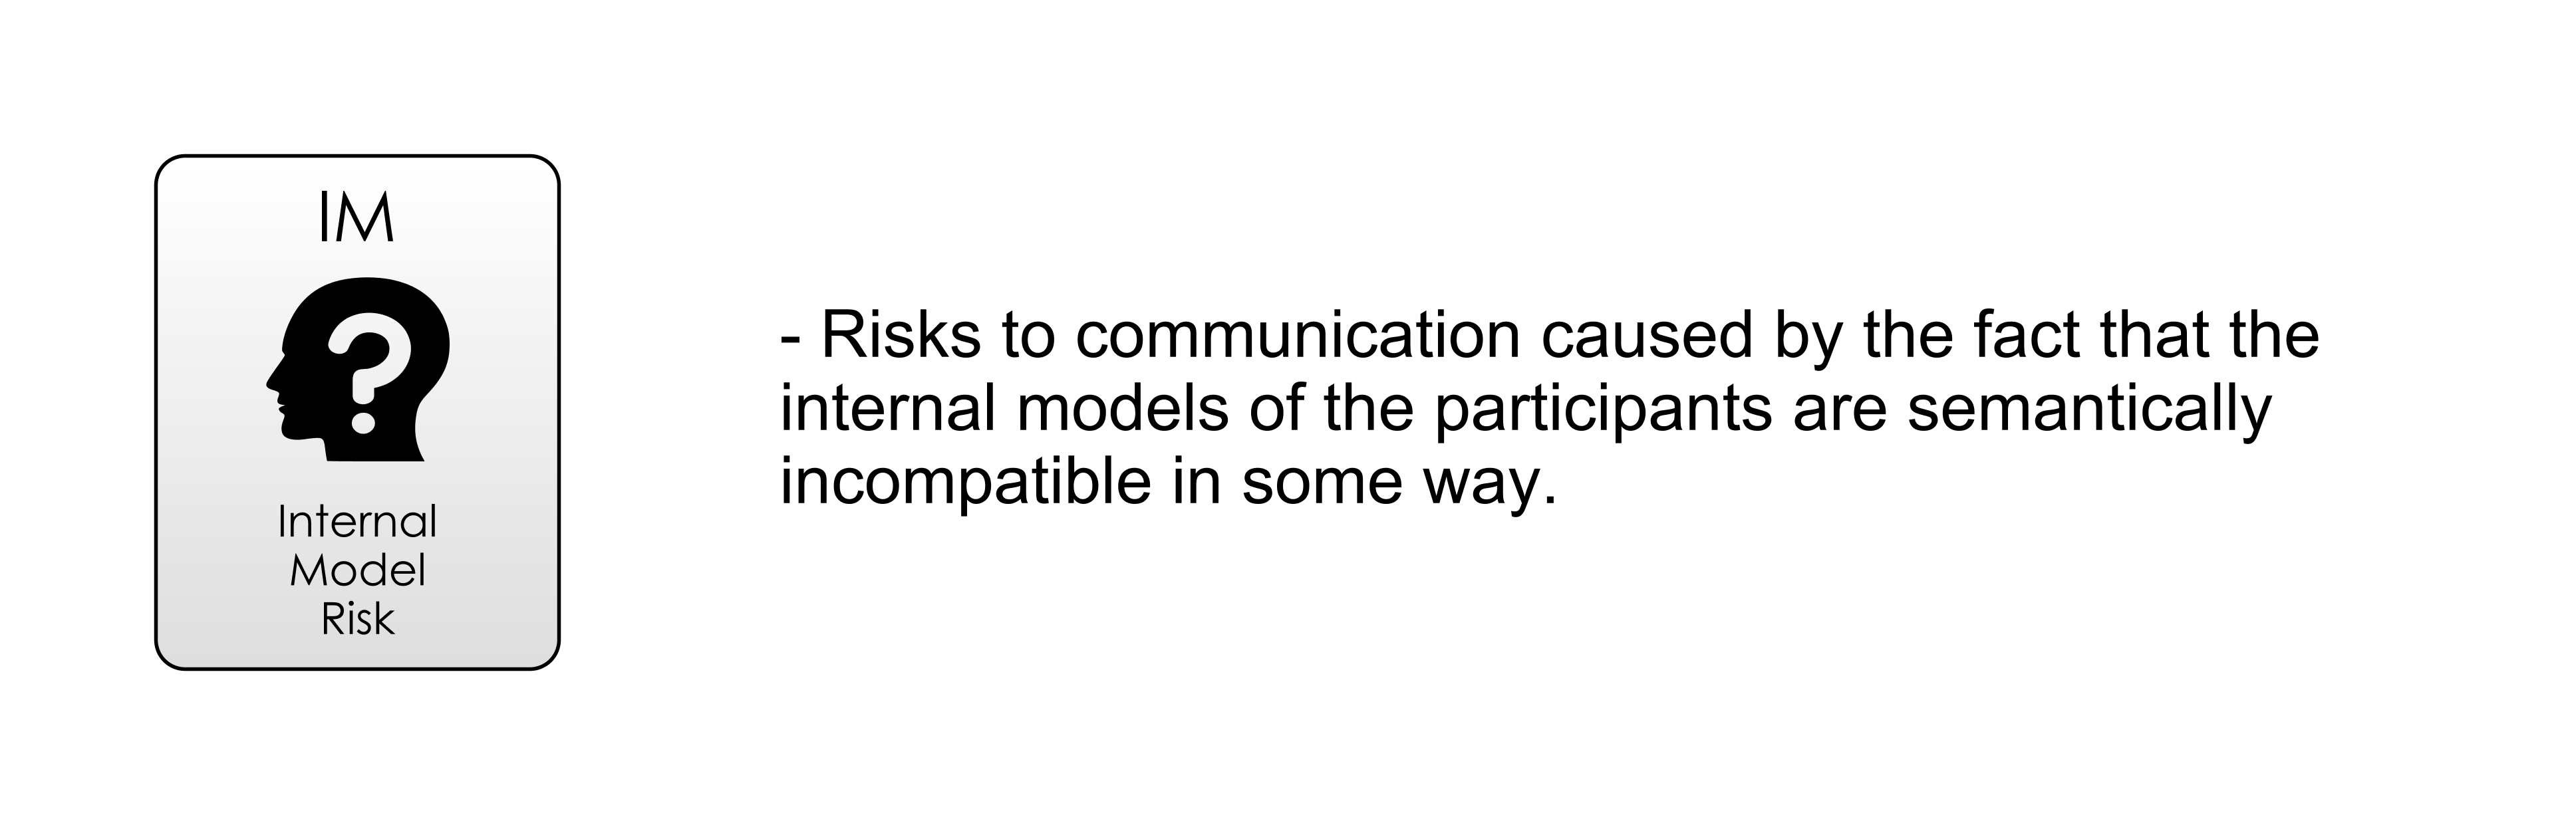 IM
Internal
Model
Risk
- Risks to communication caused by the fact that the
internal models of the participants are semantically
incompatible in some way.